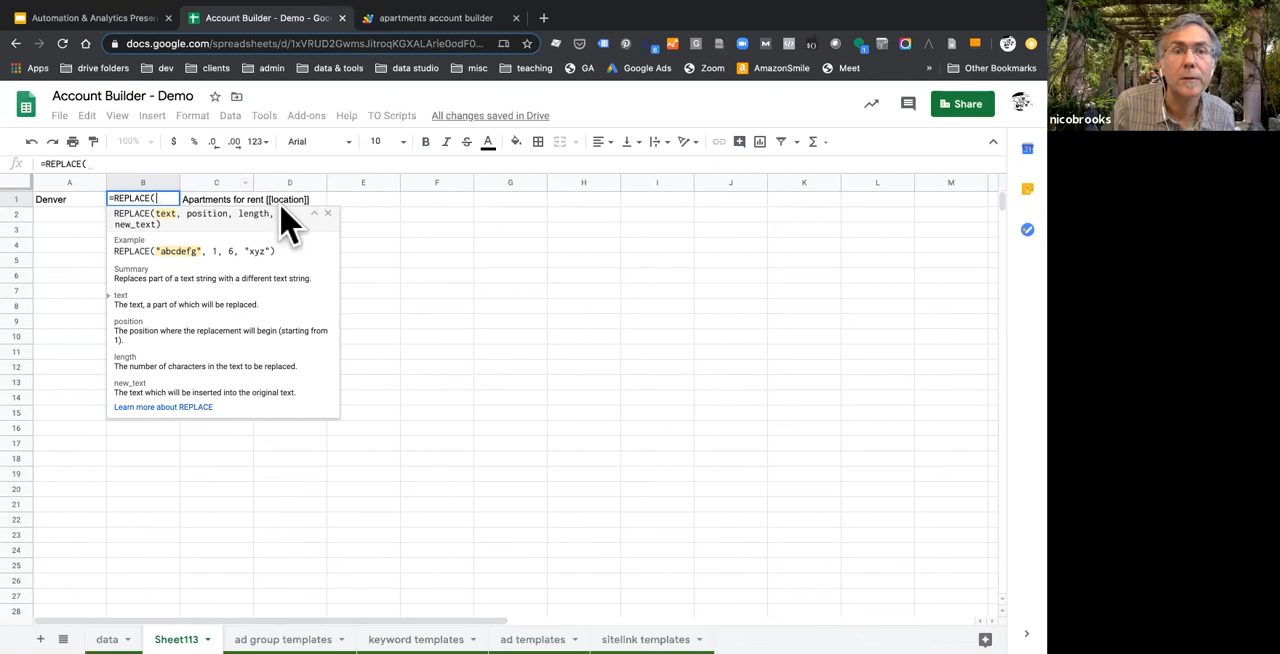 Automation & Analytics Prese
Account Builder - Demo - Goo
apartments account builder
docs.google.com/spreadsheets/d/1xVRUD2GwmsJitroqKGXALArie0odF0...
Apps
drive folders
dev
clients
admin
data & tools
data studio
misc
teaching
GA
Google Ads
Zoom
AmazonSmile
Meet
»
Other Bookmarks
Account Builder - Demo
File Edit View Insert Format Data Tools Add-ons Help TO Scripts All changes saved in Drive
Share
nicobrooks
100% $ % .0 .00 123 Arial 10 B I S A
fx =REPLACE(
A B C D E F G H I J K L M
1 Denver =REPLACE( Apartments for rent [[location]]
2 REPLACE(text, position, length,
new_text)
3
4 Example
REPLACE("abcdefg", 1, 6, "xyz")
5
6 Summary
Replaces part of a text string with a different text string.
7
8 text
The text, a part of which will be replaced.
9 position
10 The position where the replacement will begin (starting from
1).
11 length
12 The number of characters in the text to be replaced.
13 new_text
14 The text which will be inserted into the original text.
15 Learn more about REPLACE
16
17
18
19
20
21
22
23
24
25
26
27
28
data Sheet113 ad group templates keyword templates ad templates sitelink templates